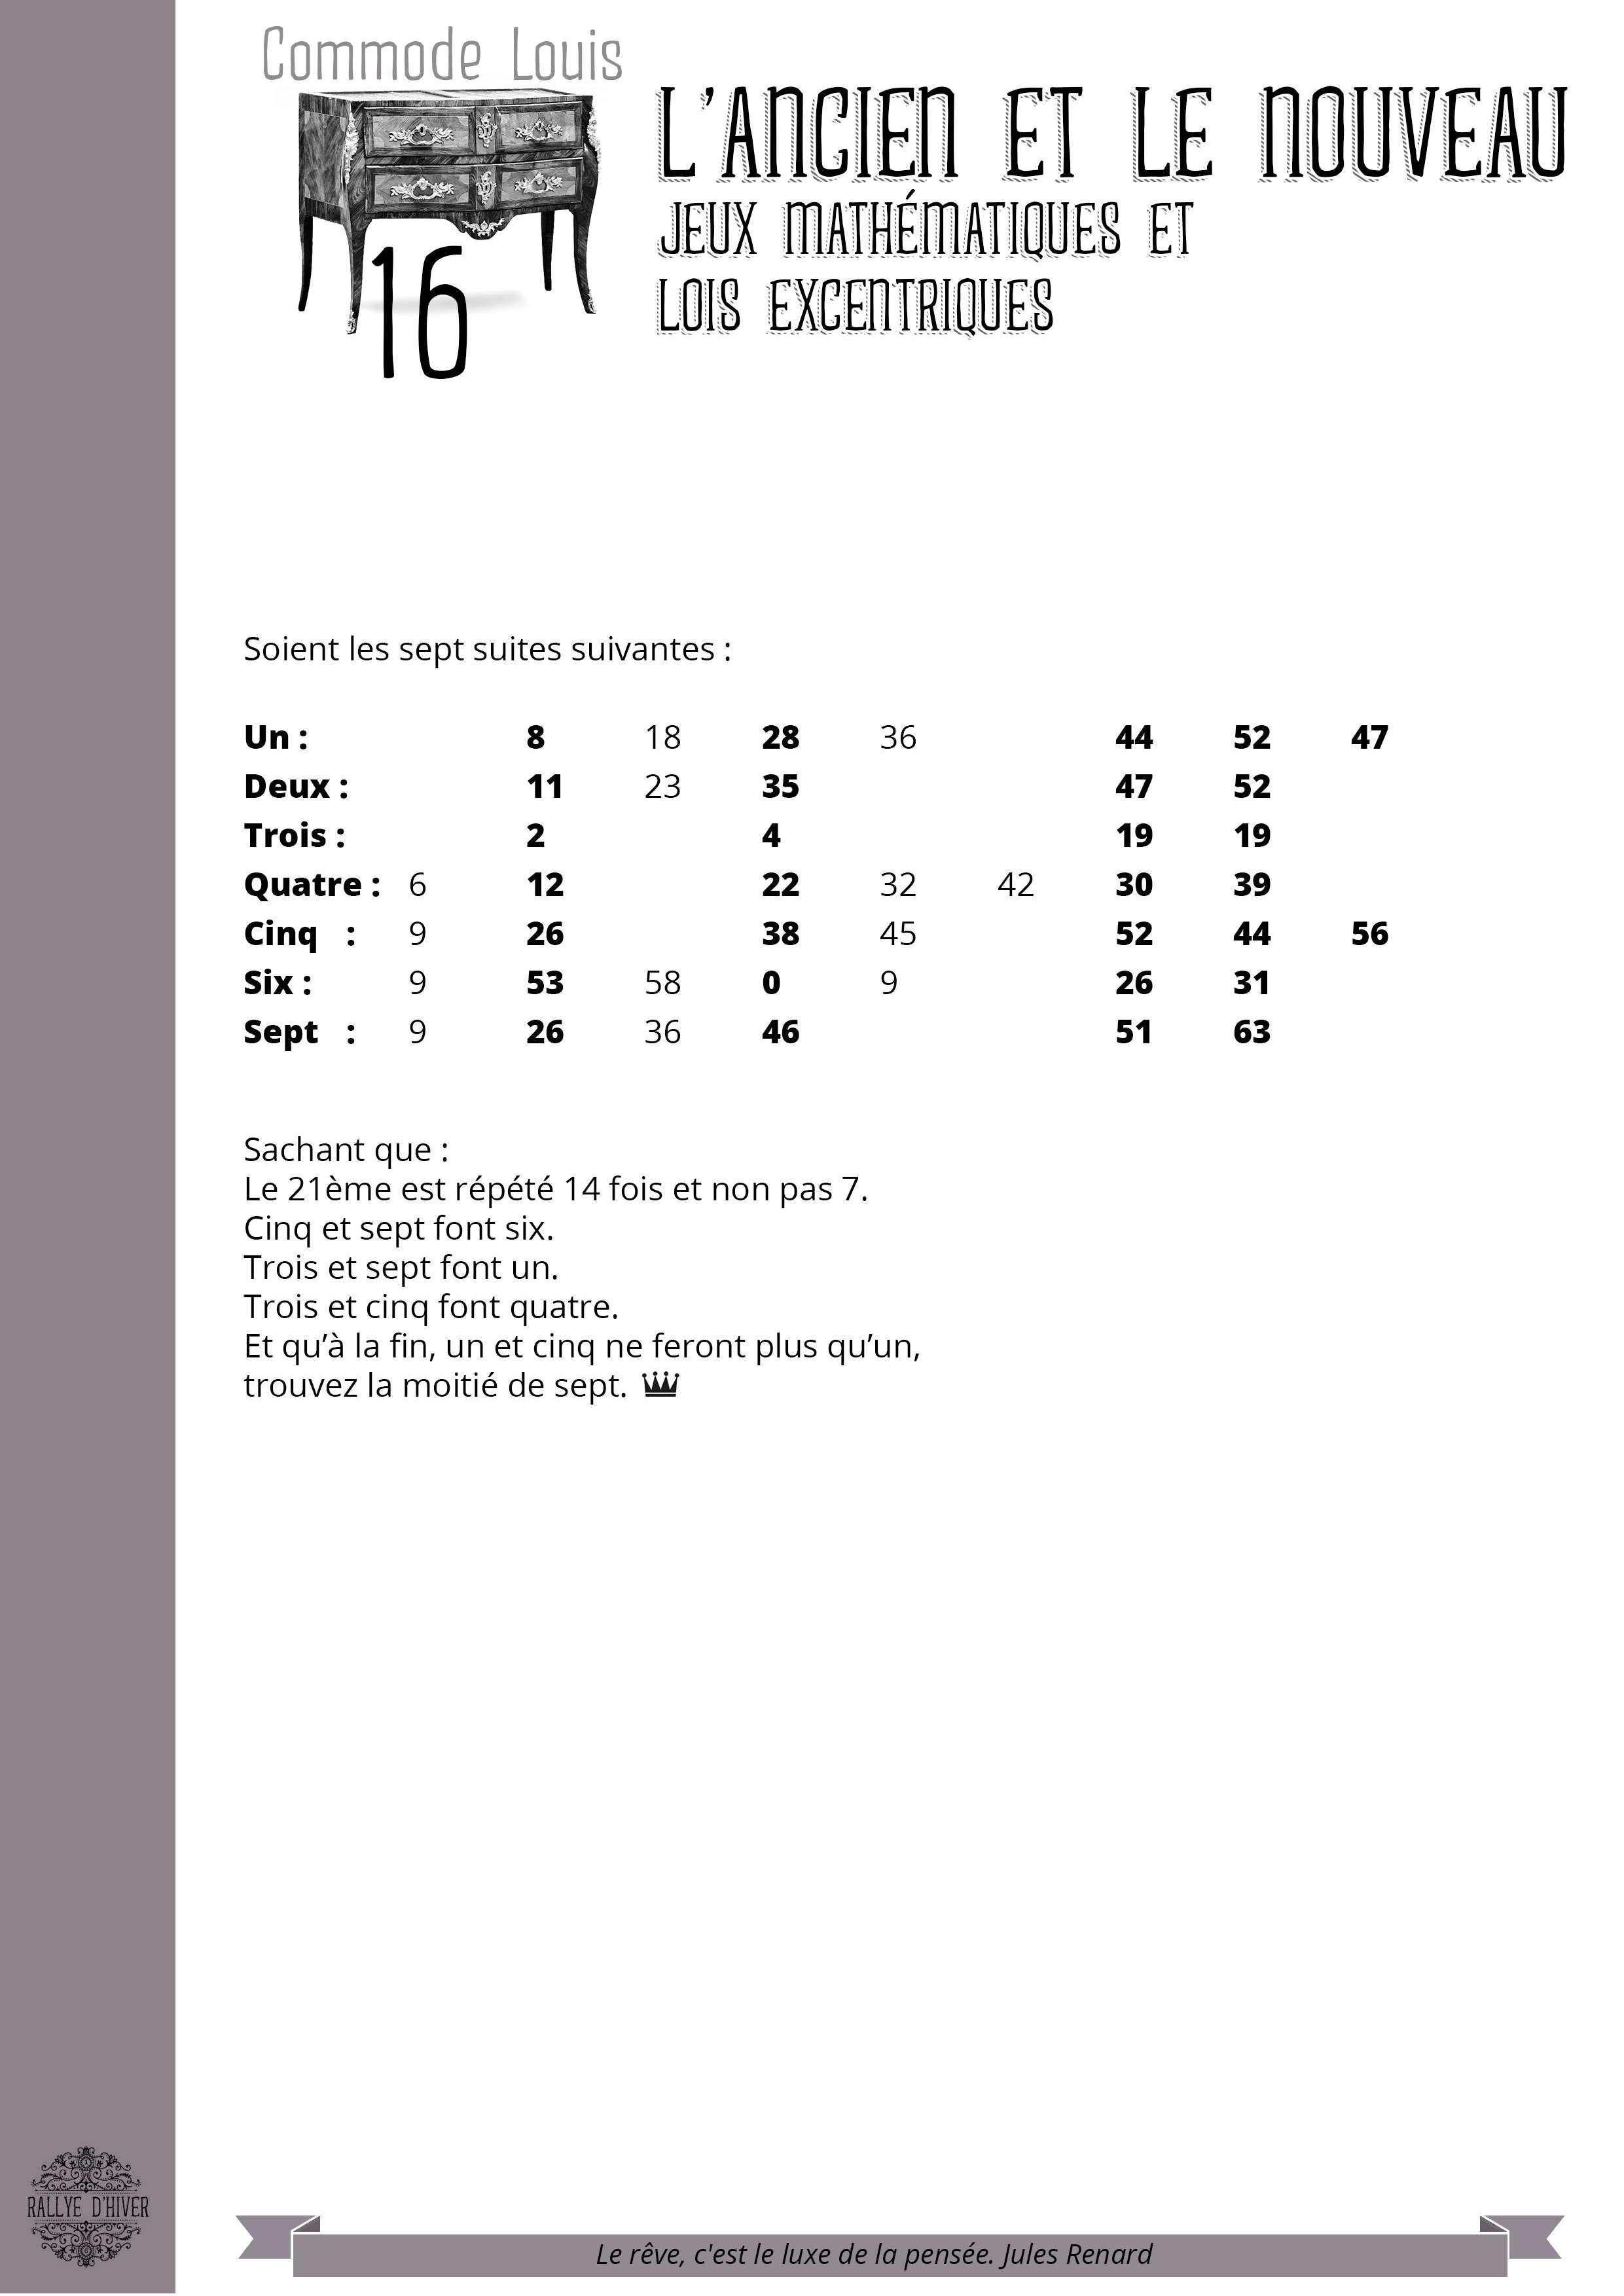 Commode Louis
16
L'ANCIEN ET LE NOUVEAU
JEUX MATHÉMATIQUES ET
LOIS EXCENTRIQUES
Soient les sept suites suivantes :
Un : 8 18 28 36 44 52 47
Deux : 11 23 35 47 52
Trois : 2 4 19 19
Quatre : 6 12 22 32 42 30 39
Cinq : 9 26 38 45 52 44 56
Six : 9 53 58 0 9 26 31
Sept : 9 26 36 46 51 63
Sachant que :
Le 21ème est répété 14 fois et non pas 7.
Cinq et sept font six.
Trois et sept font un.
Trois et cinq font quatre.
Et qu’à la fin, un et cinq ne feront plus qu’un,
trouvez la moitié de sept.
RALLYE D'HIVER
Le rêve, c'est le luxe de la pensée. Jules Renard